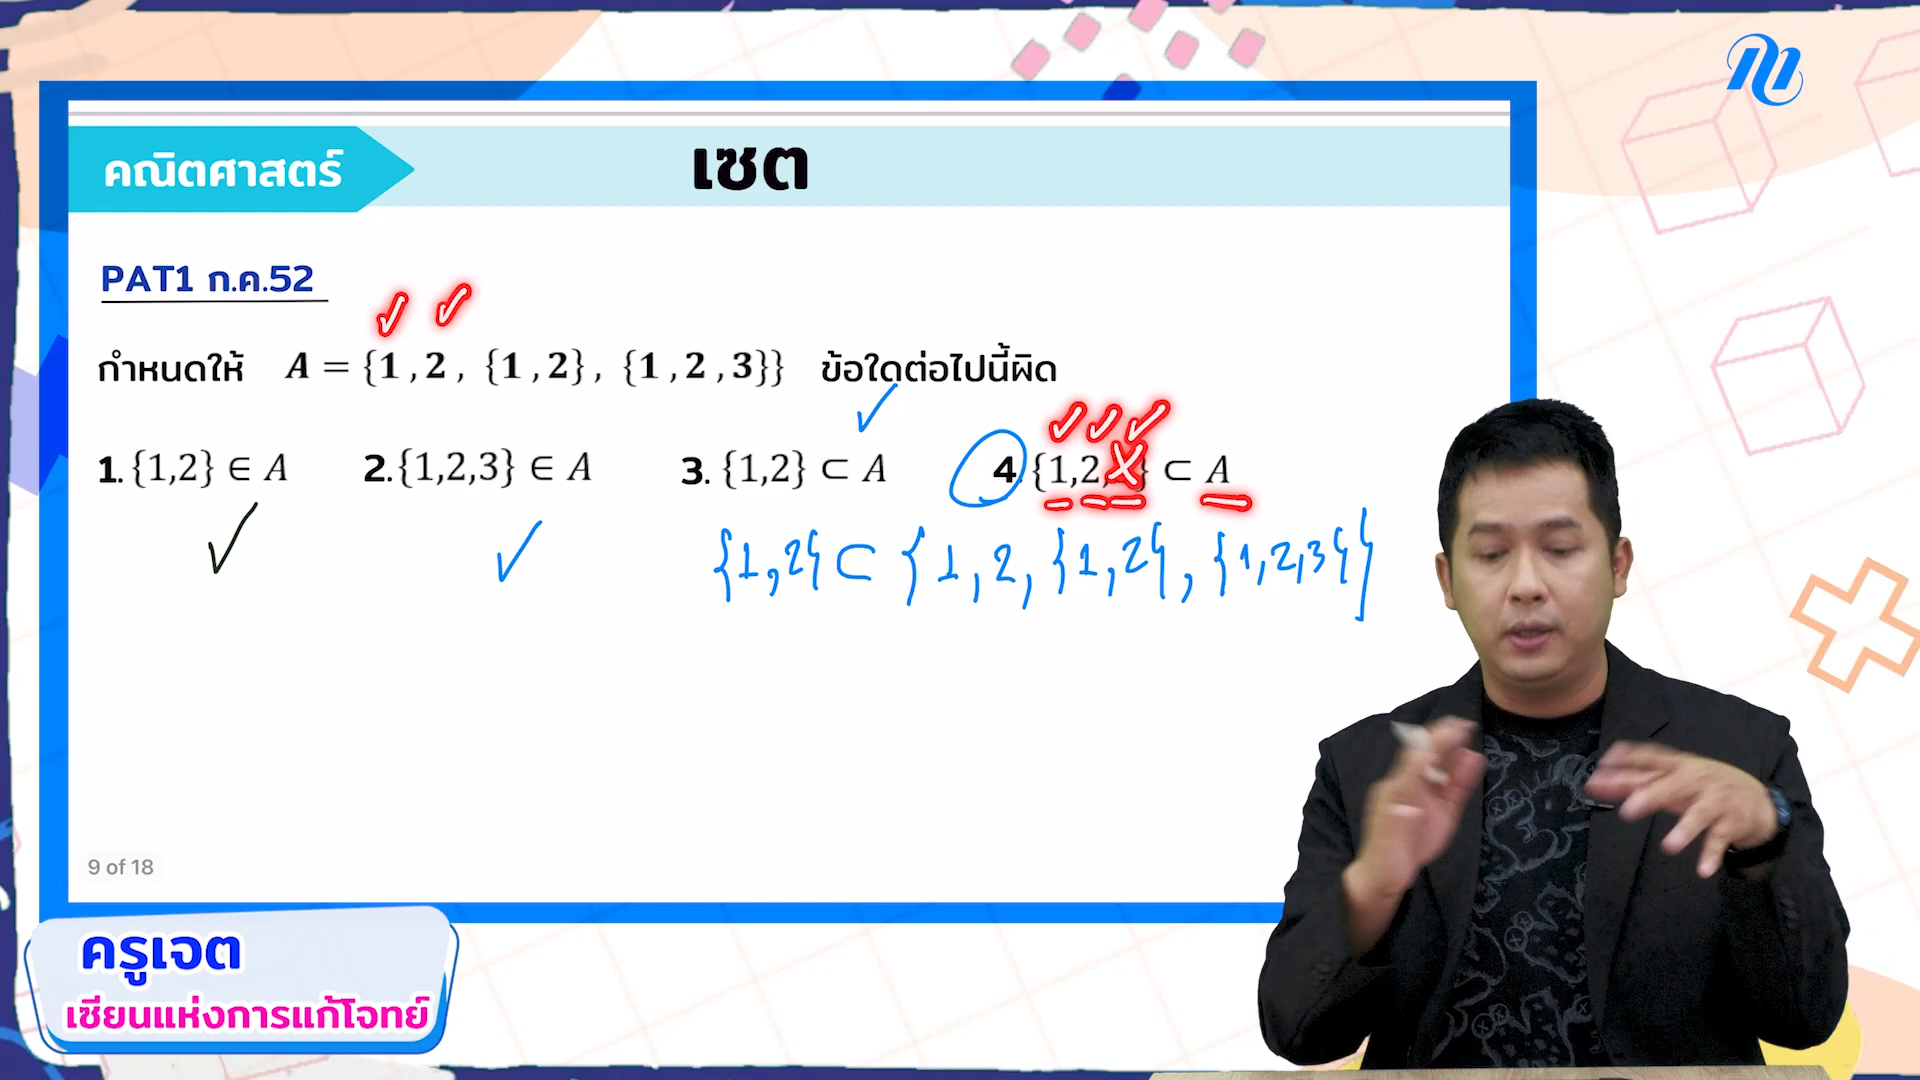 คณิตศาสตร์
เซต
PAT1 ก.ค.52
กำหนดให้ A = {1 , 2 , {1 , 2} , {1 , 2 , 3}} ข้อใดต่อไปนี้ผิด
1. {1,2} ∈ A 2. {1,2,3} ∈ A 3. {1,2} ⊂ A 4 {1,2, } ⊂ A
{1,2} ⊂ {1, 2, {1,2}, {1,2,3}}
9 of 18
ครูเจต
เซียนแห่งการแก้โจทย์